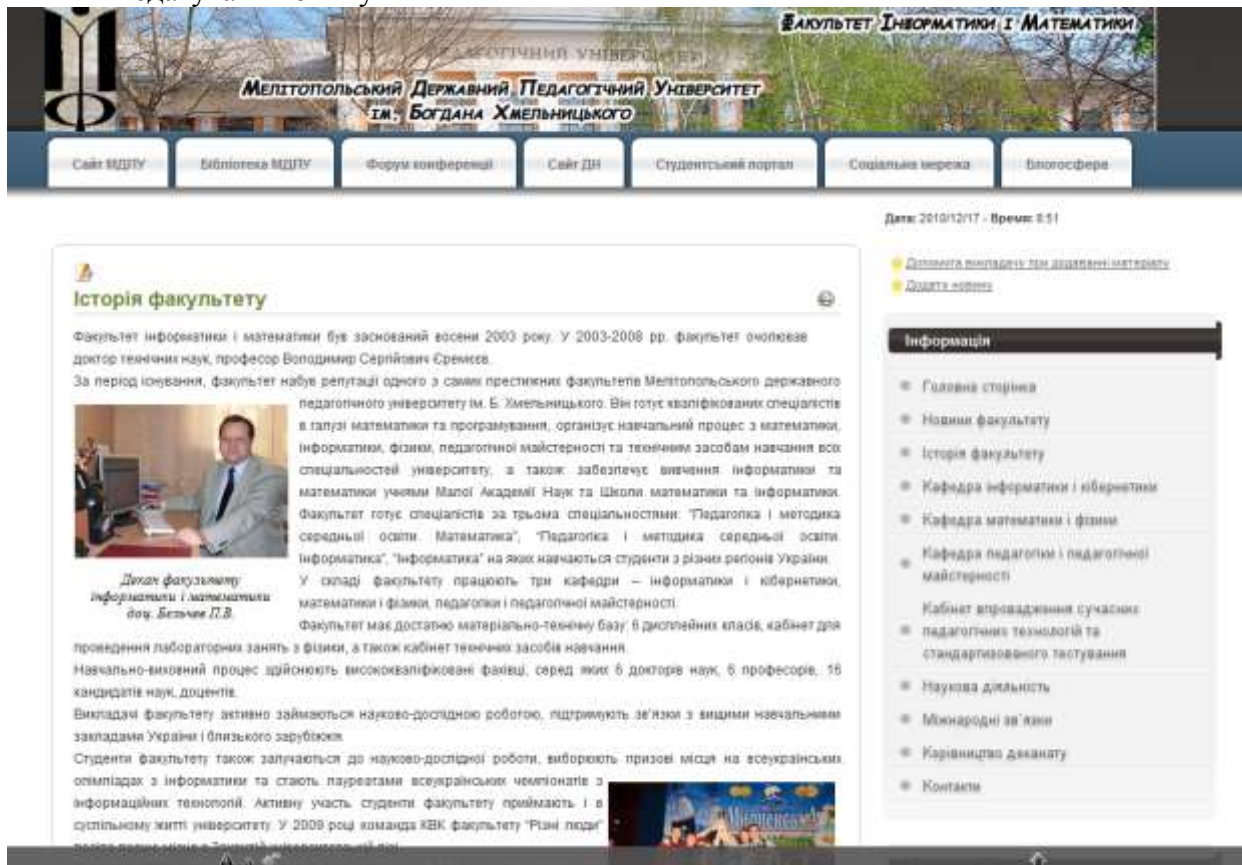 Факультет Інформатики і Математики
Мелітопольський Державний Педагогічний Університет
ім. Богдана Хмельницького
Сайт МДПУ
Бібліотека МДПУ
Форум конференції
Сайт ДН
Студентський портал
Соціальна мережа
Блогосфера
Дата: 2010/12/17 - Время: 8:51
Допомога викладачу при додаванні матеріалу
Додати новину
Історія факультету
Факультет інформатики і математики був заснований восени 2003 року. У 2003-2008 рр. факультет очолював
доктор технічних наук, професор Володимир Сергійович Єремєєв.
За період існування, факультет набув репутації одного з самих престижних факультетів Мелітопольського державного
педагогічного університету ім. Б. Хмельницького. Він готує кваліфікованих спеціалістів
в галузі математики та програмування, організує навчальний процес з математики,
інформатики, фізики, педагогічної майстерності та технічним засобам навчання всіх
спеціальностей університету, а також забезпечує вивчення інформатики та
математики учнями Малої Академії Наук та Школи математики та інформатики.
Факультет готує спеціалістів за трьома спеціальностями: "Педагогіка і методика
середньої освіти. Математика", "Педагогіка і методика середньої освіти.
Інформатика", "Інформатика" на яких навчаються студенти з різних регіонів України.
У складі факультету працюють три кафедри – інформатики і кібернетики,
математики і фізики, педагогіки і педагогічної майстерності.
Факультет має достатню матеріально-технічну базу: 6 дисплейних класів, кабінет для
проведення лабораторних занять з фізики, а також кабінет технічних засобів навчання.
Декан факультету
інформатики і математики
доц. Бельчев П.В.
Навчально-виховний процес здійснюють висококваліфіковані фахівці, серед яких 6 докторів наук, 6 професорів, 16
кандидатів наук, доцентів.
Викладачі факультету активно займаються науково-дослідною роботою, підтримують зв'язки з вищими навчальними
закладами України і близького зарубіжжя.
Студенти факультету також залучаються до науково-дослідної роботи, виборюють призові місця на всеукраїнських
олімпіадах з інформатики та стають лауреатами всеукраїнських чемпіонатів з
інформаційних технологій. Активну участь студенти факультету приймають і в
суспільному житті університету. У 2009 році команда КВК факультету "Різні люди"
Інформація
Головна сторінка
Новини факультету
Історія факультету
Кафедра інформатики і кібернетики
Кафедра математики і фізики
Кафедра педагогіки і педагогічної
майстерності
Кабінет впровадження сучасних
педагогічних технологій та
стандартизованого тестування
Наукова діяльність
Міжнародні зв'язки
Керівництво деканату
Контакти